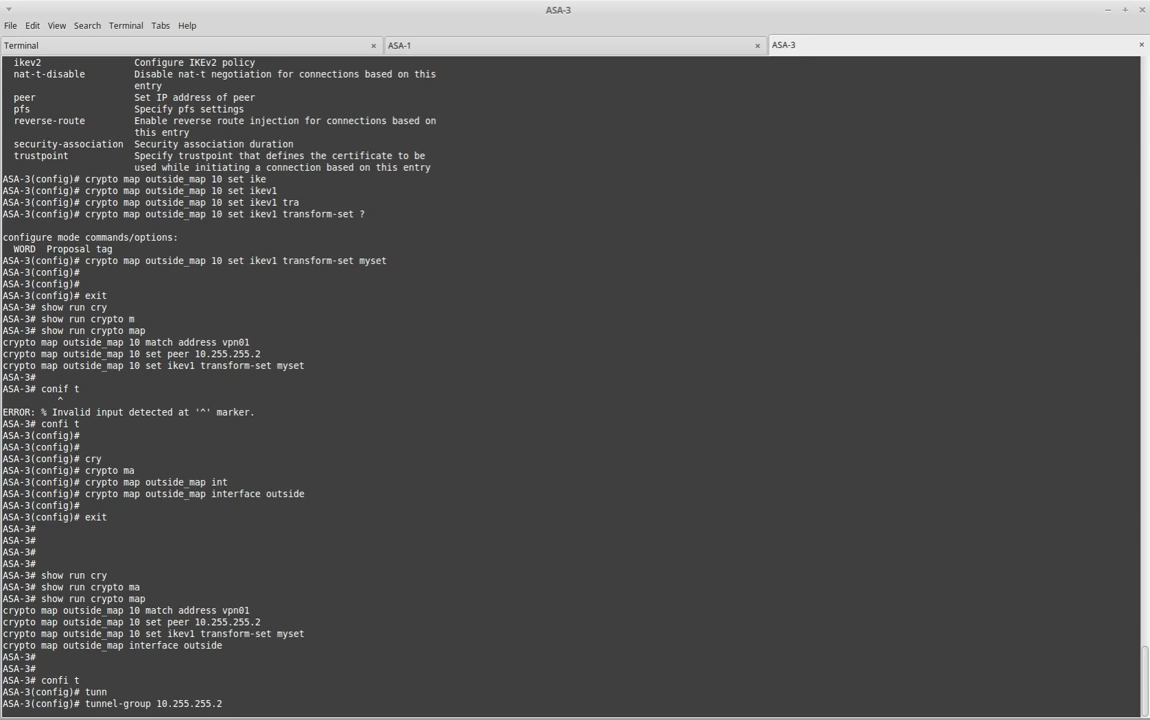 ASA-3
File Edit View Search Terminal Tabs Help
Terminal × ASA-1 × ASA-3 ×
ikev2 Configure IKEv2 policy
nat-t-disable Disable nat-t negotiation for connections based on this
entry
peer Set IP address of peer
pfs Specify pfs settings
reverse-route Enable reverse route injection for connections based on
this entry
security-association Security association duration
trustpoint Specify trustpoint that defines the certificate to be
used while initiating a connection based on this entry
ASA-3(config)# crypto map outside_map 10 set ike
ASA-3(config)# crypto map outside_map 10 set ikev1
ASA-3(config)# crypto map outside_map 10 set ikev1 tra
ASA-3(config)# crypto map outside_map 10 set ikev1 transform-set ?
configure mode commands/options:
WORD Proposal tag
ASA-3(config)# crypto map outside_map 10 set ikev1 transform-set myset
ASA-3(config)#
ASA-3(config)#
ASA-3(config)# exit
ASA-3# show run cry
ASA-3# show run crypto m
ASA-3# show run crypto map
crypto map outside_map 10 match address vpn01
crypto map outside_map 10 set peer 10.255.255.2
crypto map outside_map 10 set ikev1 transform-set myset
ASA-3#
ASA-3# conif t
^
ERROR: % Invalid input detected at '^' marker.
ASA-3# confi t
ASA-3(config)#
ASA-3(config)#
ASA-3(config)# cry
ASA-3(config)# crypto ma
ASA-3(config)# crypto map outside_map int
ASA-3(config)# crypto map outside_map interface outside
ASA-3(config)#
ASA-3(config)# exit
ASA-3#
ASA-3#
ASA-3#
ASA-3#
ASA-3# show run cry
ASA-3# show run crypto ma
ASA-3# show run crypto map
crypto map outside_map 10 match address vpn01
crypto map outside_map 10 set peer 10.255.255.2
crypto map outside_map 10 set ikev1 transform-set myset
crypto map outside_map interface outside
ASA-3#
ASA-3#
ASA-3# confi t
ASA-3(config)# tunn
ASA-3(config)# tunnel-group 10.255.255.2